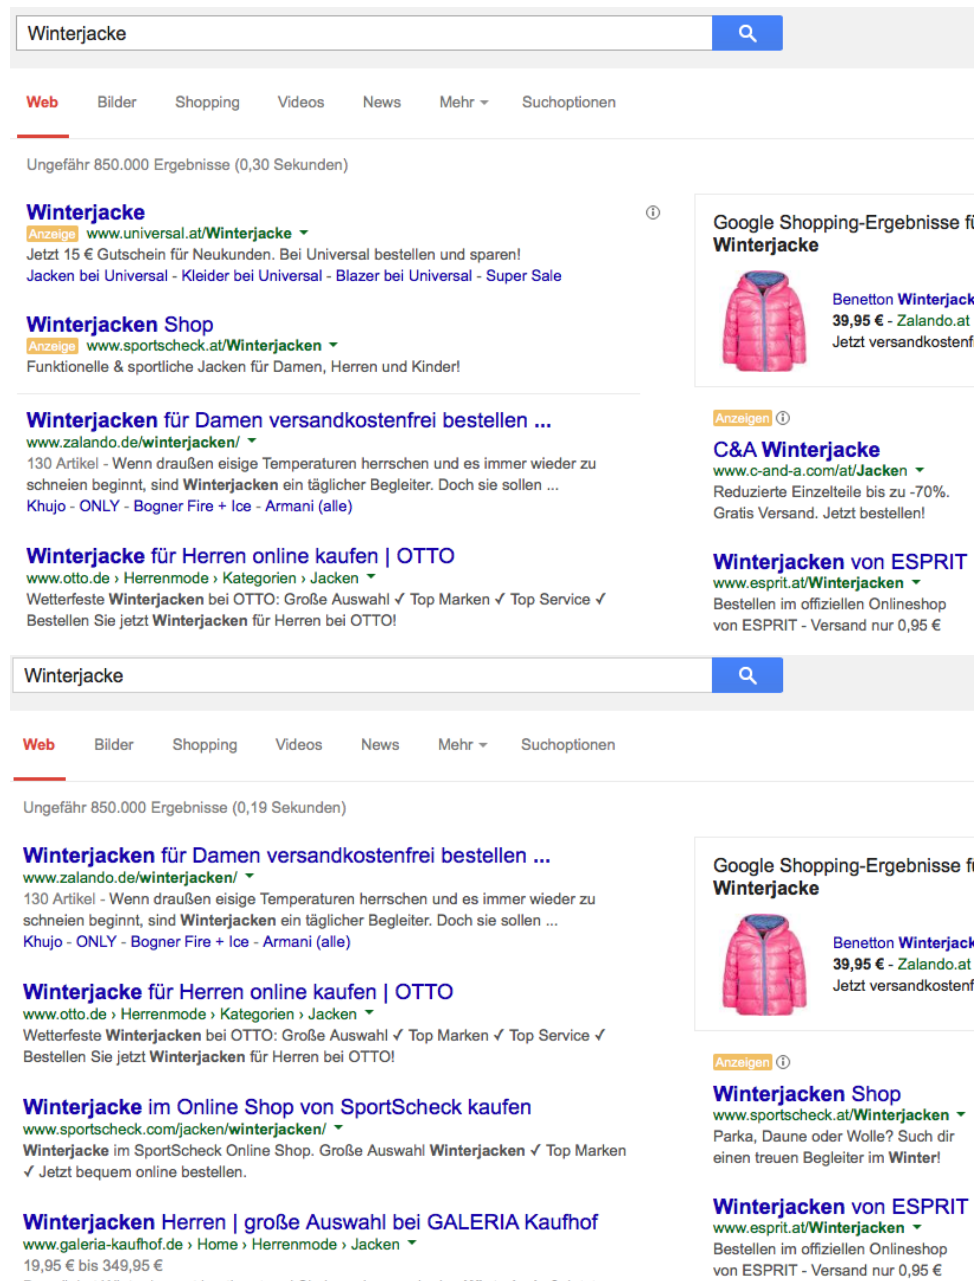 Winterjacke
Web Bilder Shopping Videos News Mehr Suchoptionen
Ungefähr 850.000 Ergebnisse (0,30 Sekunden)
Winterjacke
Anzeige www.universal.at/Winterjacke
Jetzt 15 € Gutschein für Neukunden. Bei Universal bestellen und sparen!
Jacken bei Universal - Kleider bei Universal - Blazer bei Universal - Super Sale
Winterjacken Shop
Anzeige www.sportscheck.at/Winterjacken
Funktionelle & sportliche Jacken für Damen, Herren und Kinder!
Winterjacken für Damen versandkostenfrei bestellen ...
www.zalando.de/winterjacken/
130 Artikel - Wenn draußen eisige Temperaturen herrschen und es immer wieder zu
schneien beginnt, sind Winterjacken ein täglicher Begleiter. Doch sie sollen ...
Khujo - ONLY - Bogner Fire + Ice - Armani (alle)
Winterjacke für Herren online kaufen | OTTO
www.otto.de › Herrenmode › Kategorien › Jacken
Wetterfeste Winterjacken bei OTTO: Große Auswahl ✓ Top Marken ✓ Top Service ✓
Bestellen Sie jetzt Winterjacken für Herren bei OTTO!
Google Shopping-Ergebnisse
Winterjacke
Benetton
39,95 € - Zalando.at
Jetzt
Anzeigen
C&A Winterjacke
www.c-and-a.com/at/Jacken
Reduzierte Einzelteile bis zu -70%.
Gratis Versand. Jetzt bestellen!
Winterjacken von ESPRIT
www.esprit.at/Winterjacken
Bestellen im offiziellen Onlineshop
von ESPRIT - Versand nur 0,95 €
Winterjacke
Web Bilder Shopping Videos News Mehr Suchoptionen
Ungefähr 850.000 Ergebnisse (0,19 Sekunden)
Winterjacken für Damen versandkostenfrei bestellen ...
www.zalando.de/winterjacken/
130 Artikel - Wenn draußen eisige Temperaturen herrschen und es immer wieder zu
schneien beginnt, sind Winterjacken ein täglicher Begleiter. Doch sie sollen ...
Khujo - ONLY - Bogner Fire + Ice - Armani (alle)
Winterjacke für Herren online kaufen | OTTO
www.otto.de › Herrenmode › Kategorien › Jacken
Wetterfeste Winterjacken bei OTTO: Große Auswahl ✓ Top Marken ✓ Top Service ✓
Bestellen Sie jetzt Winterjacken für Herren bei OTTO!
Winterjacke im Online Shop von SportScheck kaufen
www.sportscheck.com/jacken/winterjacken/
Winterjacke im SportScheck Online Shop. Große Auswahl Winterjacken ✓ Top Marken
✓ Jetzt bequem online bestellen.
Winterjacken Herren | große Auswahl bei GALERIA Kaufhof
www.galeria-kaufhof.de › Home › Herrenmode › Jacken
19,95 € bis 349,95 €
Google Shopping-Ergebnisse
Winterjacke
Benetton
39,95 € - Zalando.at
Jetzt
Anzeigen
Winterjacken Shop
www.sportscheck.at/Winterjacken
Parka, Daune oder Wolle? Such dir
einen treuen Begleiter im Winter!
Winterjacken von ESPRIT
www.esprit.at/Winterjacken
Bestellen im offiziellen Onlineshop
von ESPRIT - Versand nur 0,95 €